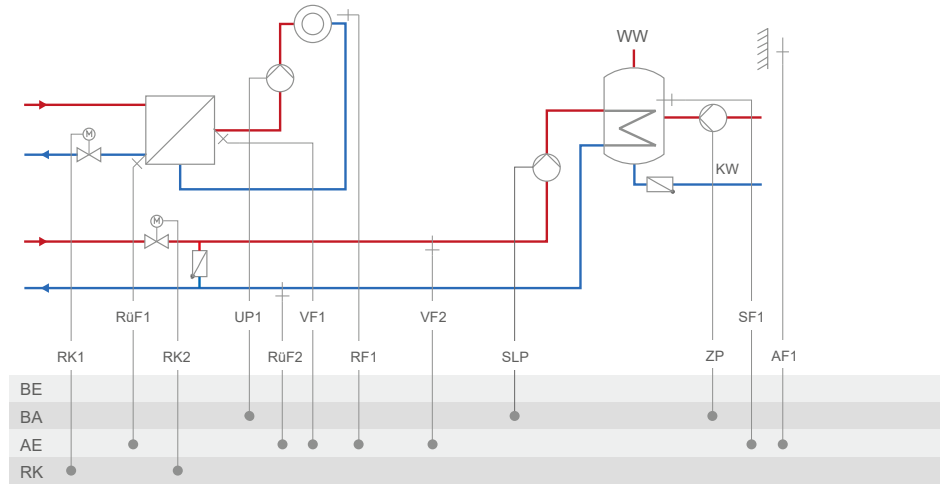 WW
M
KW
M
RüF1 UP1 VF1 VF2 SF1
RK1 RK2 RüF2 RF1 SLP ZP AF1
BE
BA
AE
RK